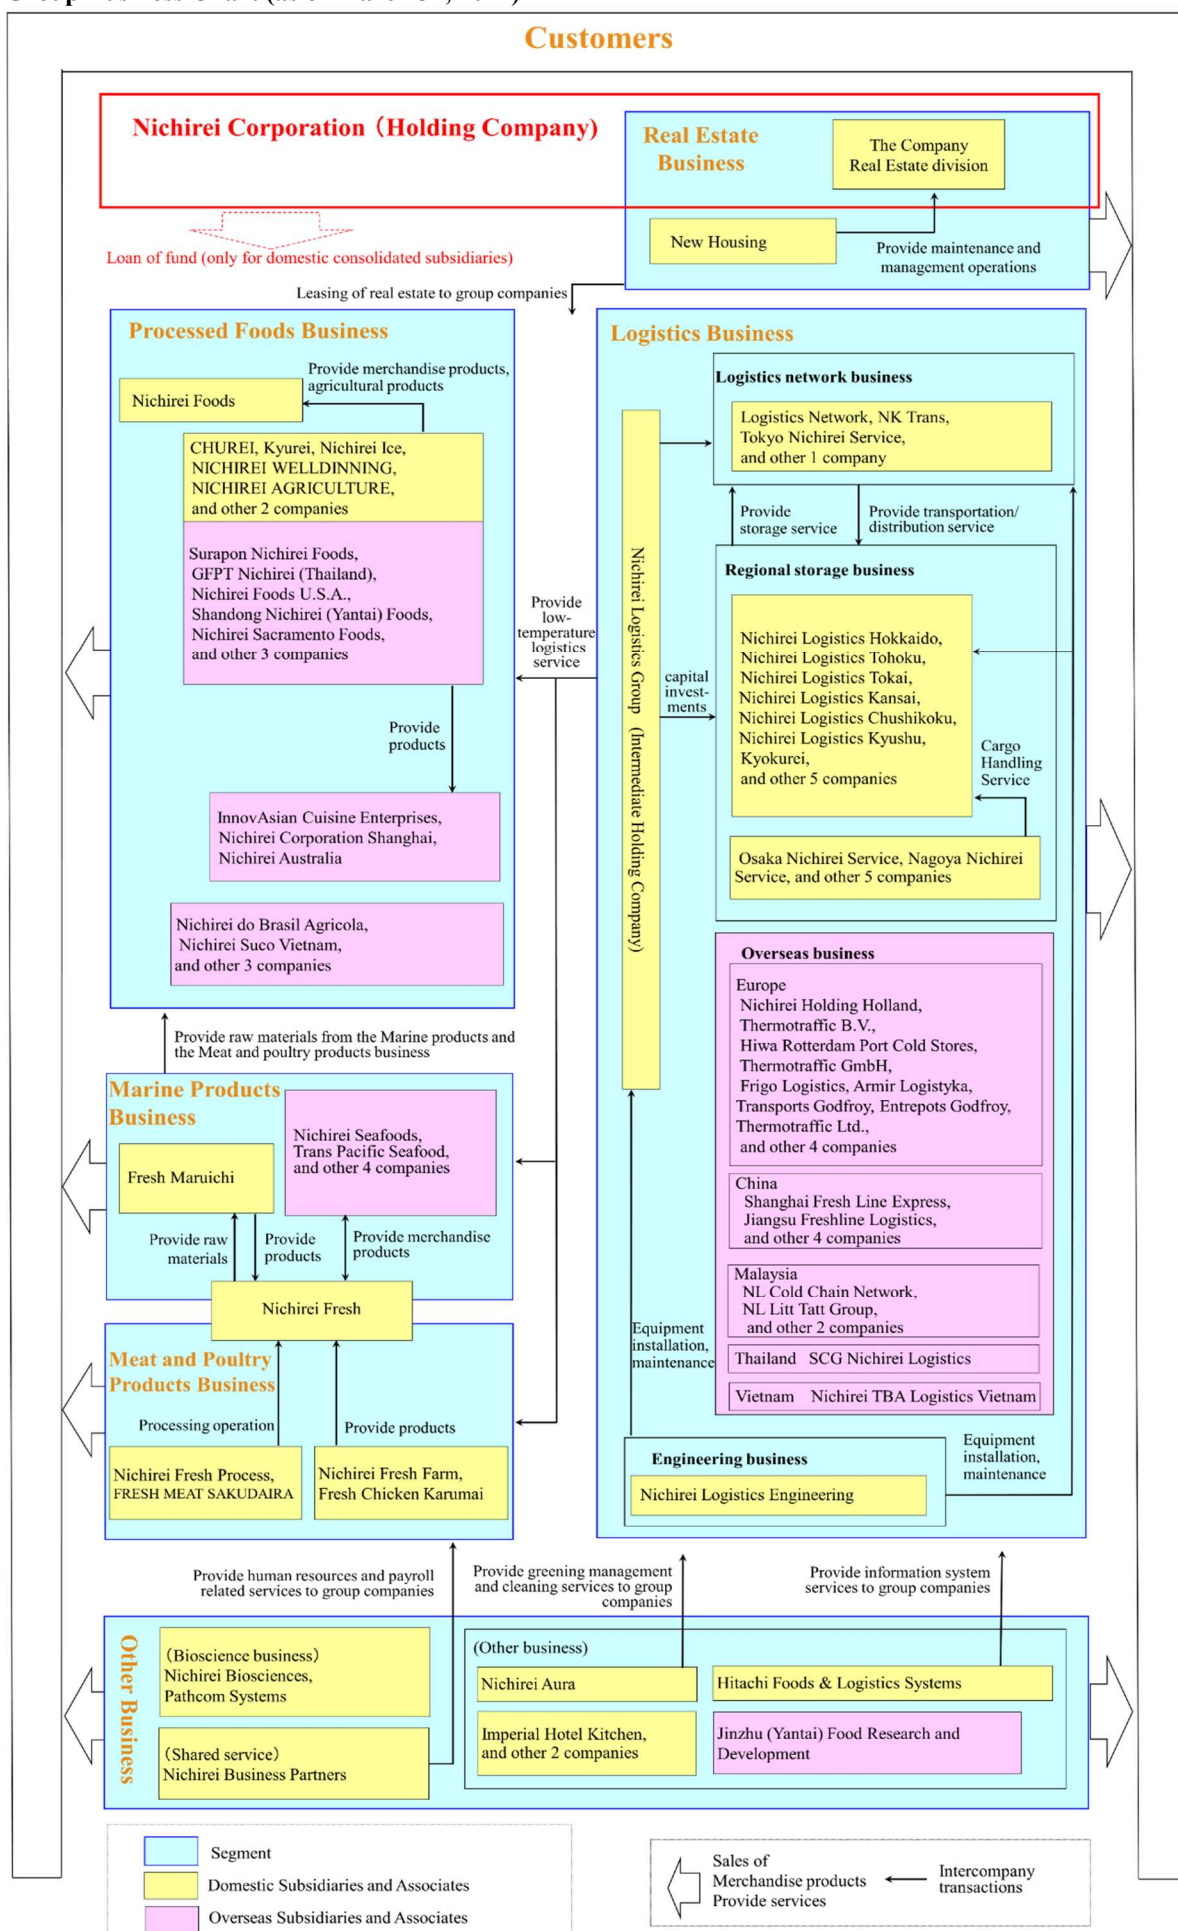 Customers
Nichirei Corporation (Holding Company)
Real Estate
Business
The Company
Real Estate division
New Housing
Provide maintenance and
management operations
Loan of fund (only for domestic consolidated subsidiaries)
Leasing of real estate to group companies
Processed Foods Business
Provide merchandise products,
agricultural products
Nichirei Foods
CHUREI, Kyurei, Nichirei Ice,
NICHIREI WELLDINNING,
NICHIREI AGRICULTURE,
and other 2 companies
Surapon Nichirei Foods,
GFPT Nichirei (Thailand),
Nichirei Foods U.S.A.,
Shandong Nichirei (Yantai) Foods,
Nichirei Sacramento Foods,
and other 3 companies
Provide
products
InnovAsian Cuisine Enterprises,
Nichirei Corporation Shanghai,
Nichirei Australia
Nichirei do Brasil Agricola,
Nichirei Suco Vietnam,
and other 3 companies
Provide
low-
temperature
logistics
service
Logistics Business
Nichirei Logistics Group (Intermediate Holding Company)
Logistics network business
Logistics Network, NK Trans,
Tokyo Nichirei Service,
and other 1 company
Provide
storage service
Provide transportation/
distribution service
Regional storage business
capital
invest-
ments
Nichirei Logistics Hokkaido,
Nichirei Logistics Tohoku,
Nichirei Logistics Tokai,
Nichirei Logistics Kansai,
Nichirei Logistics Chushikoku,
Nichirei Logistics Kyushu,
Kyokurei,
and other 5 companies
Cargo
Handling
Service
Osaka Nichirei Service, Nagoya Nichirei
Service, and other 5 companies
Overseas business
Europe
Nichirei Holding Holland,
Thermotraffic B.V.,
Hiwa Rotterdam Port Cold Stores,
Thermotraffic GmbH,
Frigo Logistics, Armir Logistyka,
Transports Godfroy, Entrepots Godfroy,
Thermotraffic Ltd.,
and other 4 companies
China
Shanghai Fresh Line Express,
Jiangsu Freshline Logistics,
and other 4 companies
Malaysia
NL Cold Chain Network,
NL Litt Tatt Group,
and other 2 companies
Thailand SCG Nichirei Logistics
Vietnam Nichirei TBA Logistics Vietnam
Equipment
installation,
maintenance
Engineering business
Nichirei Logistics Engineering
Equipment
installation,
maintenance
Provide raw materials from the Marine products and
the Meat and poultry products business
Marine Products
Business
Fresh Maruichi
Nichirei Seafoods,
Trans Pacific Seafood,
and other 4 companies
Provide raw
materials
Provide
products
Provide merchandise
products
Nichirei Fresh
Meat and Poultry
Products Business
Processing operation
Provide products
Nichirei Fresh Process,
FRESH MEAT SAKUDAIRA
Nichirei Fresh Farm,
Fresh Chicken Karumai
Provide human resources and payroll
related services to group companies
Provide greening management
and cleaning services to group
companies
Provide information system
services to group companies
Other Business
(Bioscience business)
Nichirei Biosciences,
Pathcom Systems
(Shared service)
Nichirei Business Partners
(Other business)
Nichirei Aura
Hitachi Foods & Logistics Systems
Imperial Hotel Kitchen,
and other 2 companies
Jinzhu (Yantai) Food Research and
Development
Segment
Domestic Subsidiaries and Associates
Overseas Subsidiaries and Associates
Sales of
Merchandise products
Provide services
Intercompany
transactions